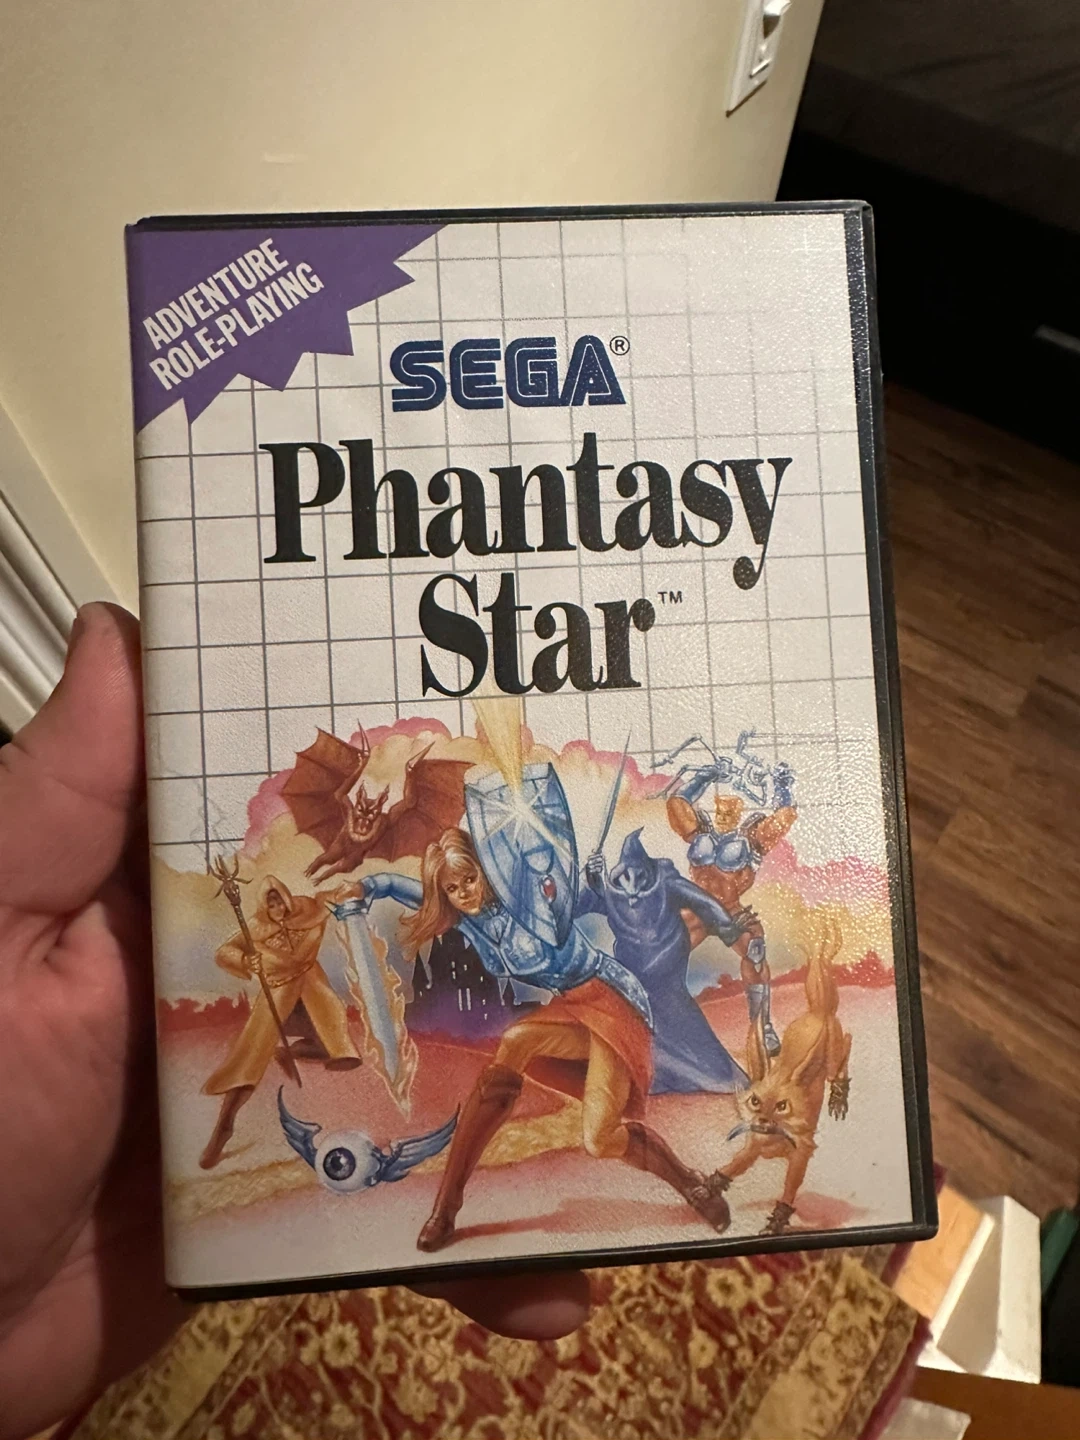 ADVENTURE
ROLE-PLAYING
SEGA®
Phantasy
Star™